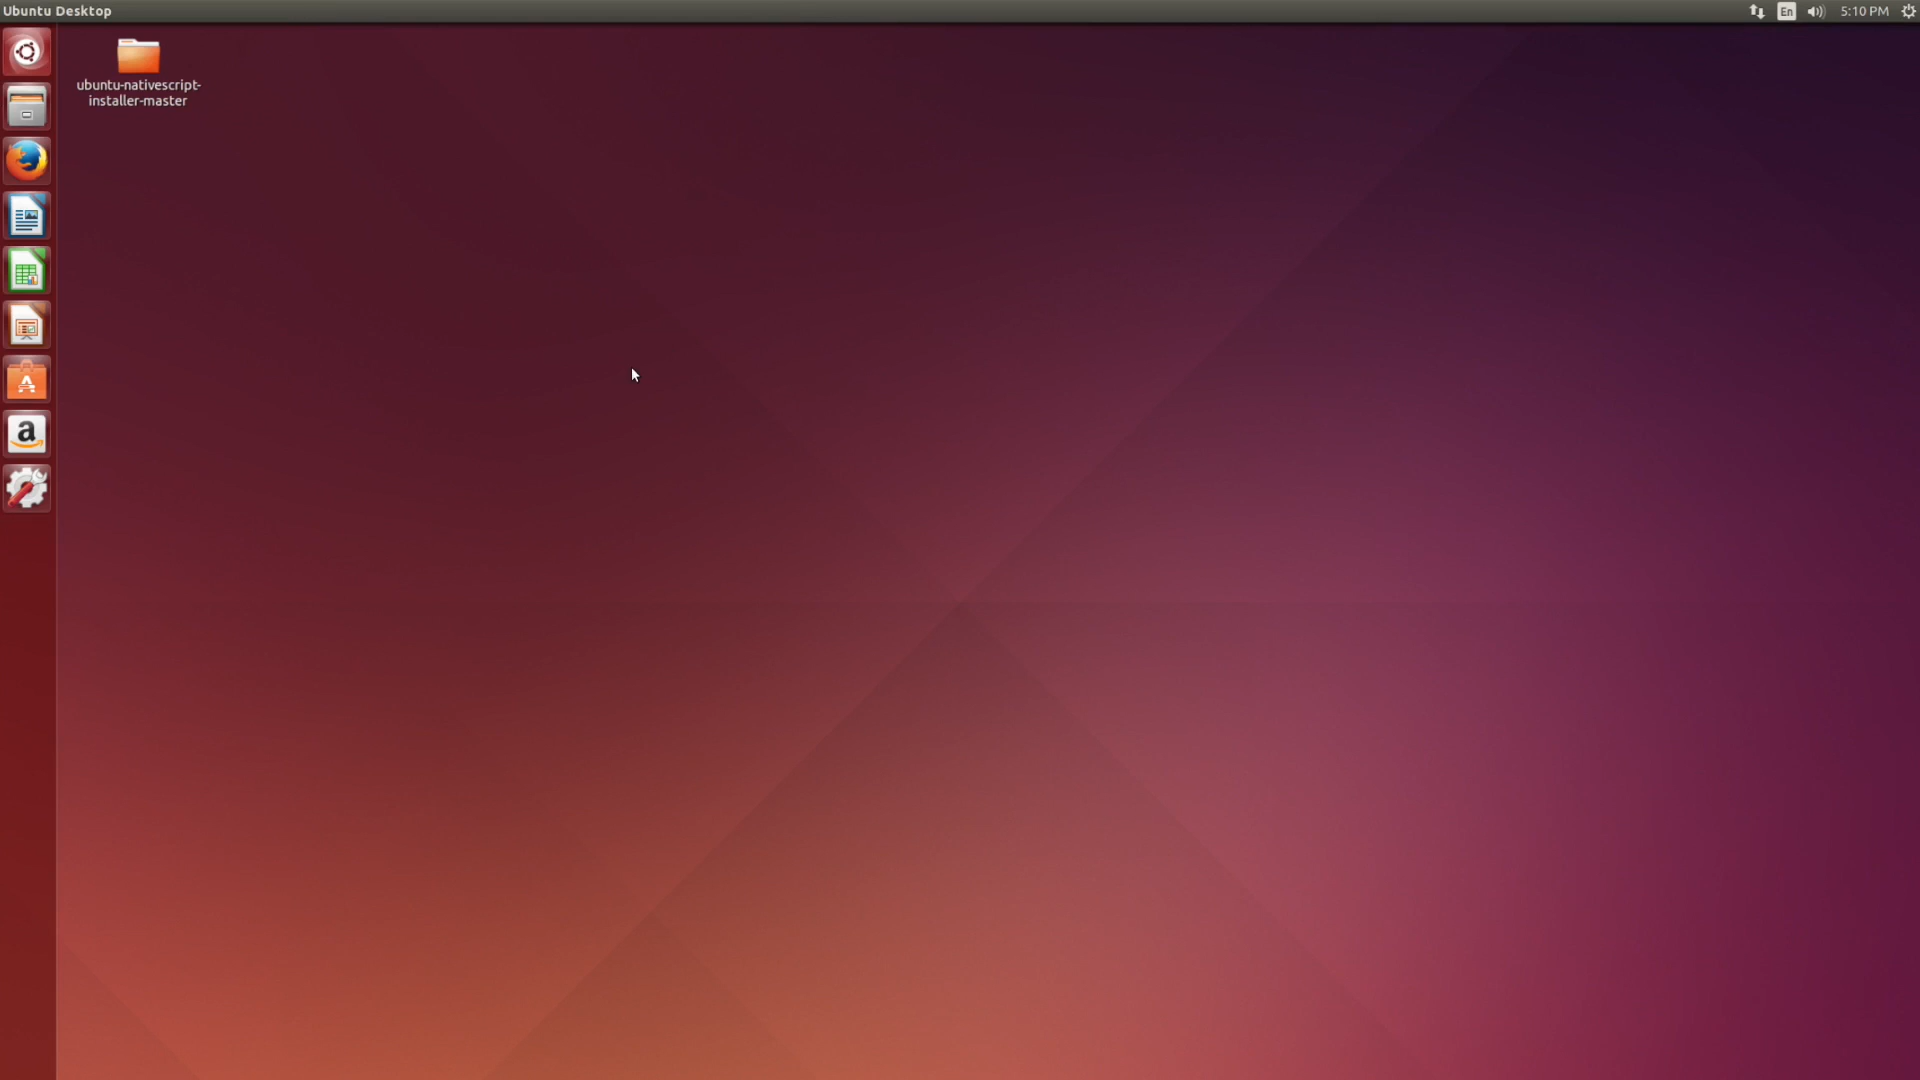 Ubuntu Desktop
En
5:10 PM
ubuntu-nativescript-
installer-master
a